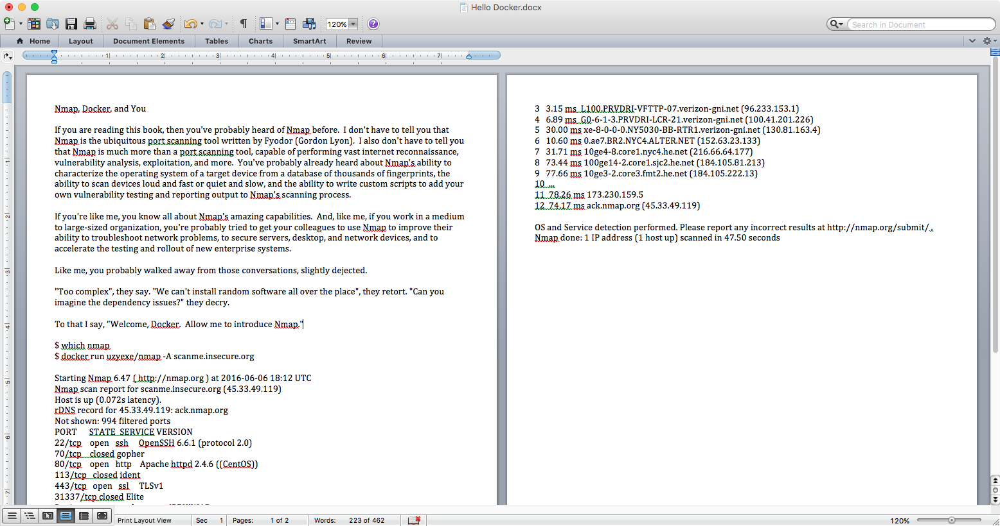 Hello Docker.docx
120%
Search in Document
Home Layout Document Elements Tables Charts SmartArt Review
1 2 3 4 5 6 7
Nmap, Docker, and You
If you are reading this book, then you've probably heard of Nmap before.  I don't have to tell you that
Nmap is the ubiquitous port scanning tool written by Fyodor (Gordon Lyon).  I also don't have to tell you
that Nmap is much more than a port scanning tool, capable of performing vast internet reconnaissance,
vulnerability analysis, exploitation, and more.  You've probably already heard about Nmap's ability to
characterize the operating system of a target device from a database of thousands of fingerprints, the
ability to scan devices loud and fast or quiet and slow, and the ability to write custom scripts to add your
own vulnerability testing and reporting output to Nmap's scanning process.
If you're like me, you know all about Nmap's amazing capabilities.  And, like me, if you work in a medium
to large-sized organization, you're probably tried to get your colleagues to use Nmap to improve their
ability to troubleshoot network problems, to secure servers, desktop, and network devices, and to
accelerate the testing and rollout of new enterprise systems.
Like me, you probably walked away from those conversations, slightly dejected.
"Too complex", they say. "We can't install random software all over the place", they retort. "Can you
imagine the dependency issues?" they decry.
To that I say, "Welcome, Docker.  Allow me to introduce Nmap."
$ which nmap
$ docker run uzyexe/nmap -A scanme.insecure.org
Starting Nmap 6.47 ( http://nmap.org ) at 2016-06-06 18:12 UTC
Nmap scan report for scanme.insecure.org (45.33.49.119)
Host is up (0.072s latency).
rDNS record for 45.33.49.119: ack.nmap.org
Not shown: 994 filtered ports
PORT STATE SERVICE VERSION
22/tcp open ssh OpenSSH 6.6.1 (protocol 2.0)
70/tcp closed gopher
80/tcp open http Apache httpd 2.4.6 ((CentOS))
113/tcp closed ident
443/tcp open ssl TLSv1
31337/tcp closed Elite
3 3.15 ms L100.PRVDRI-VFTTP-07.verizon-gni.net (96.233.153.1)
4 6.89 ms G0-6-1-3.PRVDRI-LCR-21.verizon-gni.net (100.41.201.226)
5 30.00 ms xe-8-0-0-0.NY5030-BB-RTR1.verizon-gni.net (130.81.163.4)
6 10.60 ms 0.ae7.BR2.NYC4.ALTER.NET (152.63.23.133)
7 31.71 ms 10ge4-8.core1.nyc4.he.net (216.66.64.177)
8 73.44 ms 100ge14-2.core1.sjc2.he.net (184.105.81.213)
9 77.66 ms 10ge3-2.core3.fmt2.he.net (184.105.222.13)
10 ...
11 78.26 ms 173.230.159.5
12 74.17 ms ack.nmap.org (45.33.49.119)
OS and Service detection performed. Please report any incorrect results at http://nmap.org/submit/ .
Nmap done: 1 IP address (1 host up) scanned in 47.50 seconds
Print Layout View Sec 1 Pages: 1 of 2 Words: 223 of 462 120%